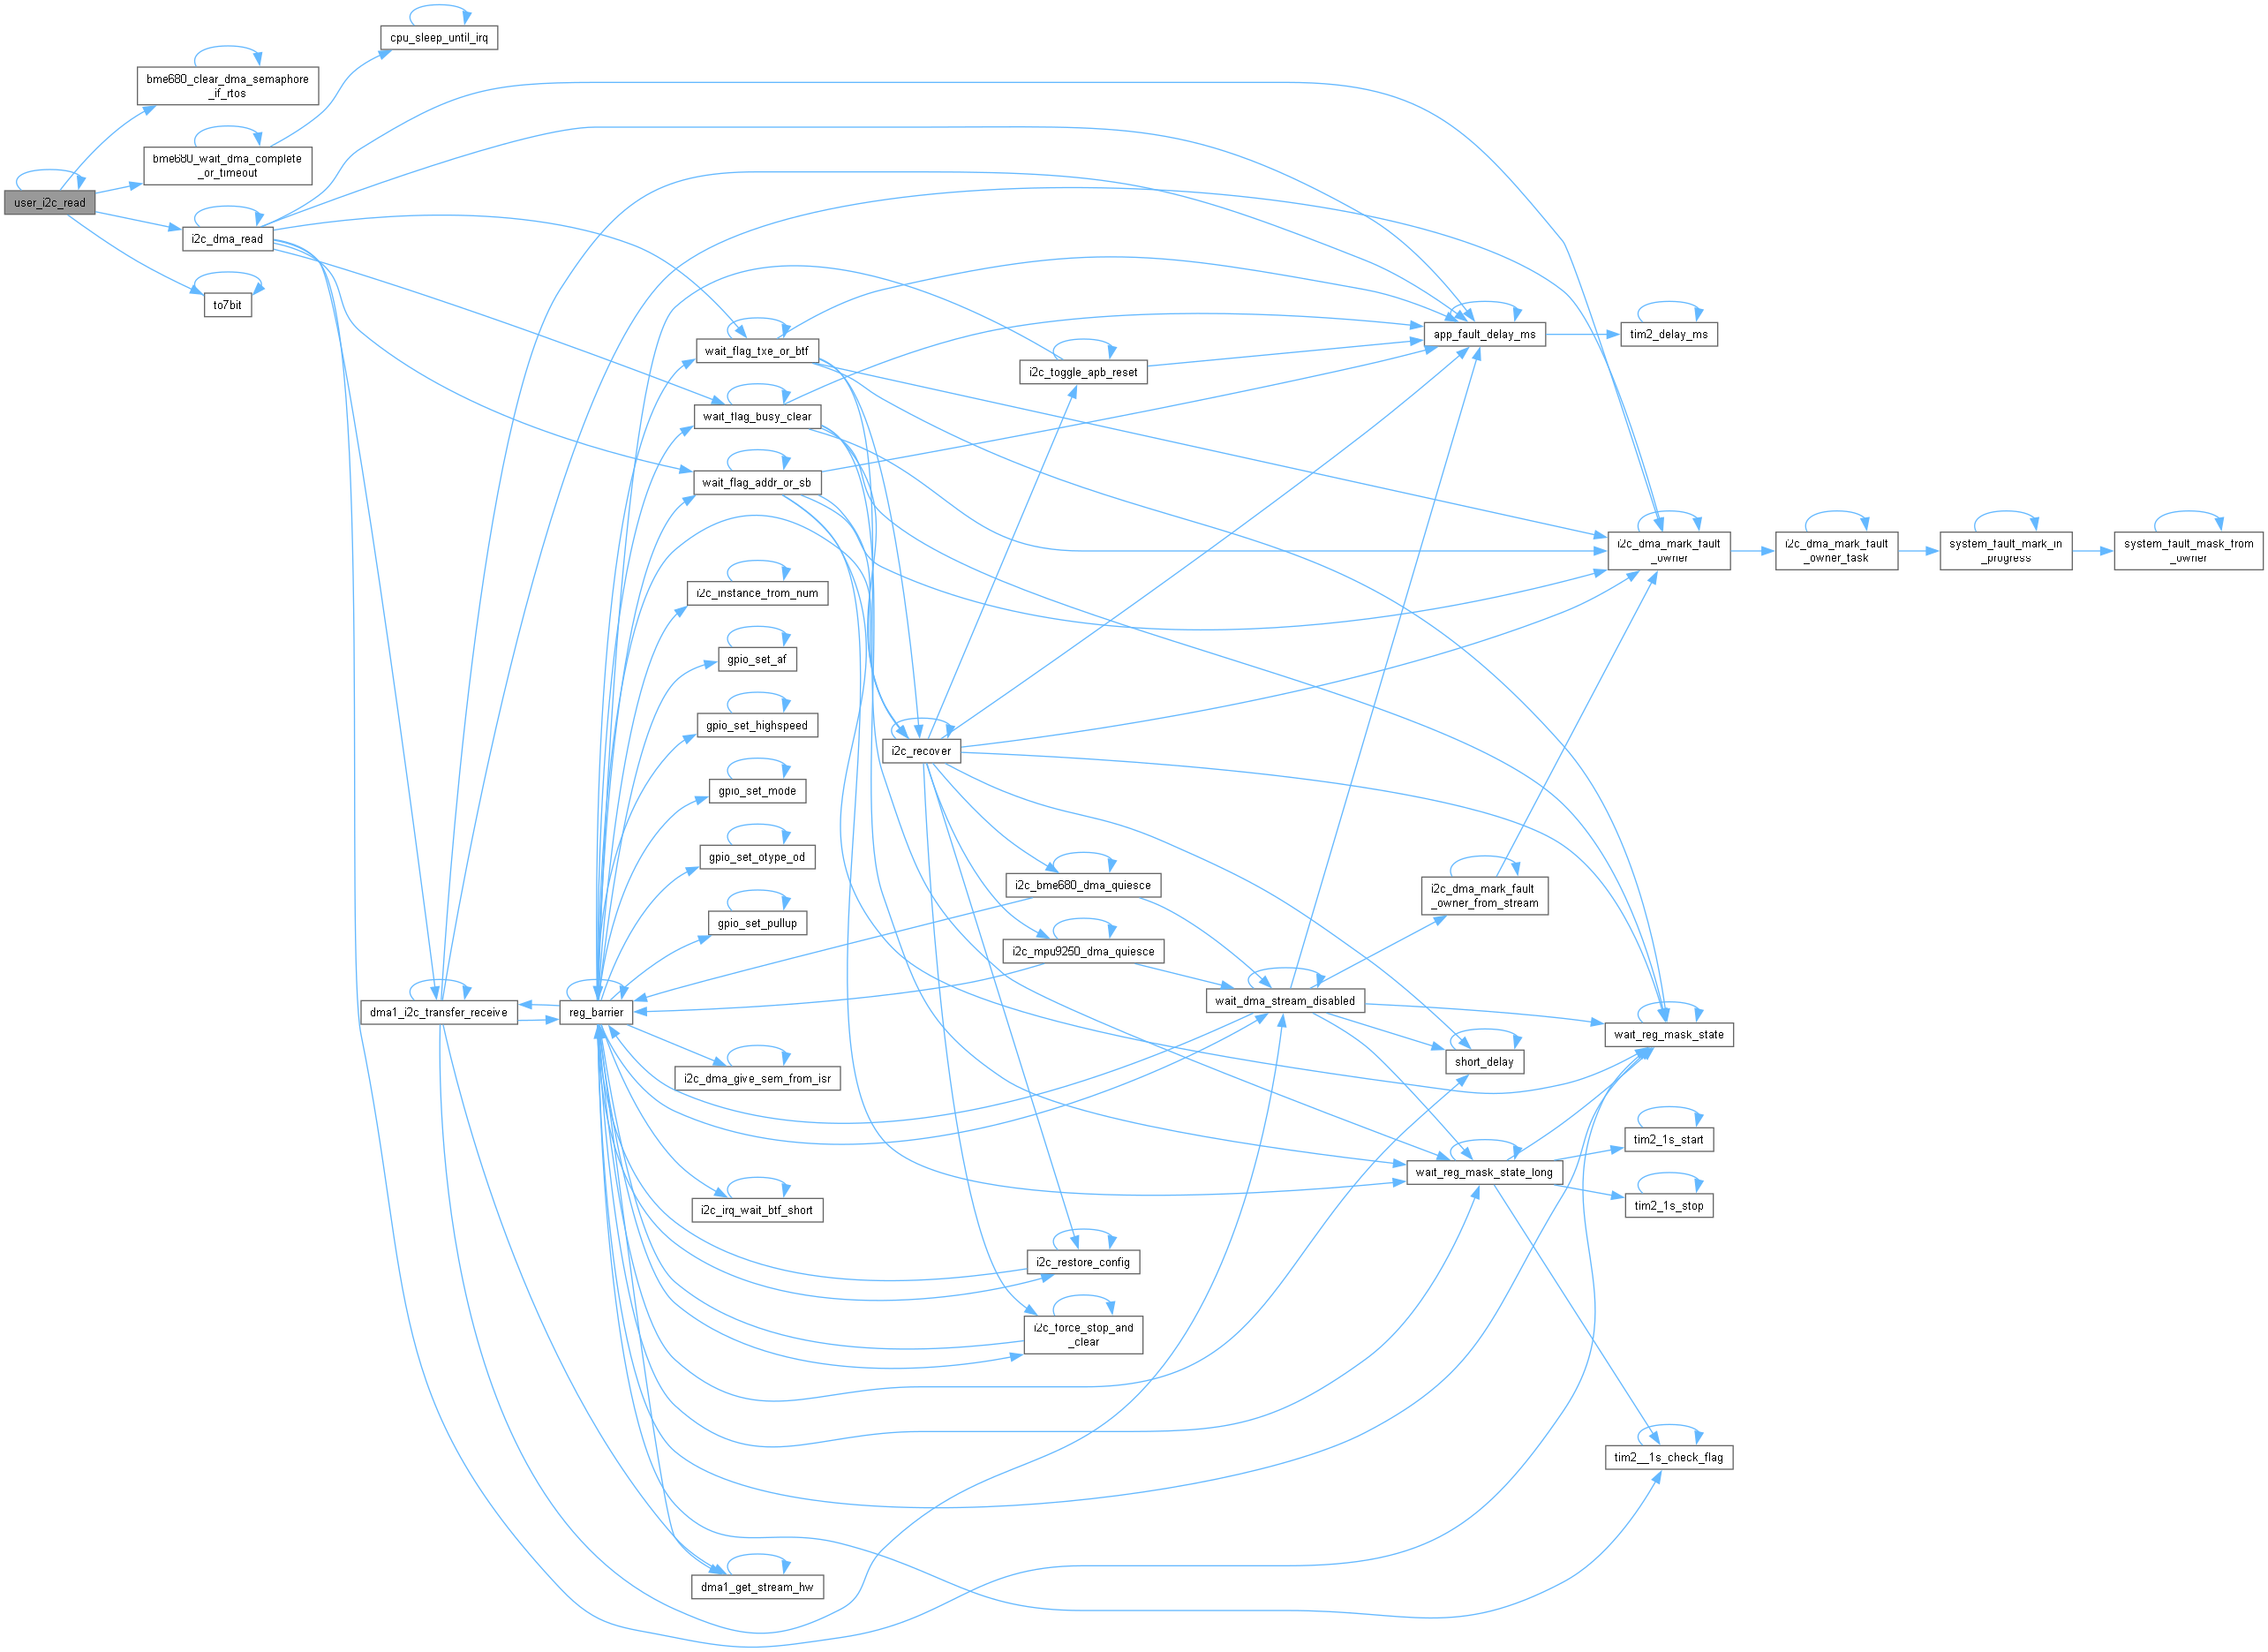 cpu_sleep_until_irq
bme680_clear_dma_semaphore
_if_rtos
bme680_wait_dma_complete
_or_timeout
user_i2c_read
i2c_dma_read
to7bit
wait_flag_txe_or_btf
wait_flag_busy_clear
wait_flag_addr_or_sb
i2c_toggle_apb_reset
app_fault_delay_ms
tim2_delay_ms
i2c_dma_mark_fault
_owner
i2c_dma_mark_fault
_owner_task
system_fault_mark_in
_progress
system_fault_mask_from
_owner
i2c_instance_from_num
gpio_set_af
gpio_set_highspeed
gpio_set_mode
gpio_set_otype_od
gpio_set_pullup
i2c_recover
i2c_bme680_dma_quiesce
i2c_mpu9250_dma_quiesce
i2c_dma_mark_fault
_owner_from_stream
dma1_i2c_transfer_receive
reg_barrier
wait_dma_stream_disabled
wait_reg_mask_state
short_delay
i2c_dma_give_sem_from_isr
tim2_1s_start
wait_reg_mask_state_long
tim2_1s_stop
i2c_irq_wait_btf_short
i2c_restore_config
i2c_force_stop_and
_clear
tim2__1s_check_flag
dma1_get_stream_hw